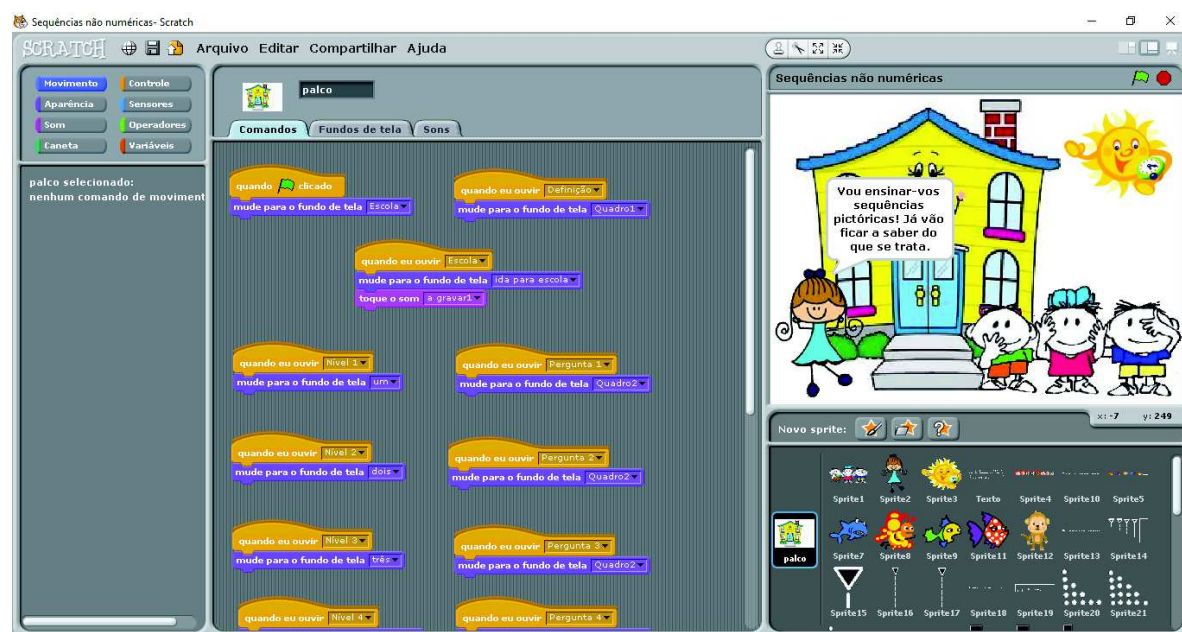 Sequências não numéricas- Scratch
SCRATCH
Arquivo Editar Compartilhar Ajuda
Movimento
Controle
Aparência
Sensores
Som
Operadores
Caneta
Variáveis
palco selecionado:
nenhum comando de moviment
palco
Comandos
Fundos de tela
Sons
quando clicado
mude para o fundo de tela Escola
quando eu ouvir Definição
mude para o fundo de tela Quadro1
quando eu ouvir Escola
mude para o fundo de tela Ida para escola
toque o som a gravar1
quando eu ouvir Nível 1
mude para o fundo de tela um
quando eu ouvir Pergunta 1
mude para o fundo de tela Quadro2
quando eu ouvir Nível 2
mude para o fundo de tela dois
quando eu ouvir Pergunta 2
mude para o fundo de tela Quadro2
quando eu ouvir Nível 3
mude para o fundo de tela três
quando eu ouvir Pergunta 3
mude para o fundo de tela Quadro2
quando eu ouvir Nível 4
quando eu ouvir Pergunta 4
Sequências não numéricas
Vou ensinar-vos
sequências
pictóricas! Já vão
ficar a saber do
que se trata.
x: -7 y: 249
Novo sprite:
palco
Sprite1 Sprite2 Sprite3 Texto Sprite4 Sprite10 Sprite5
Sprite7 Sprite8 Sprite9 Sprite11 Sprite12 Sprite13 Sprite14
Sprite15 Sprite16 Sprite17 Sprite18 Sprite19 Sprite20 Sprite21